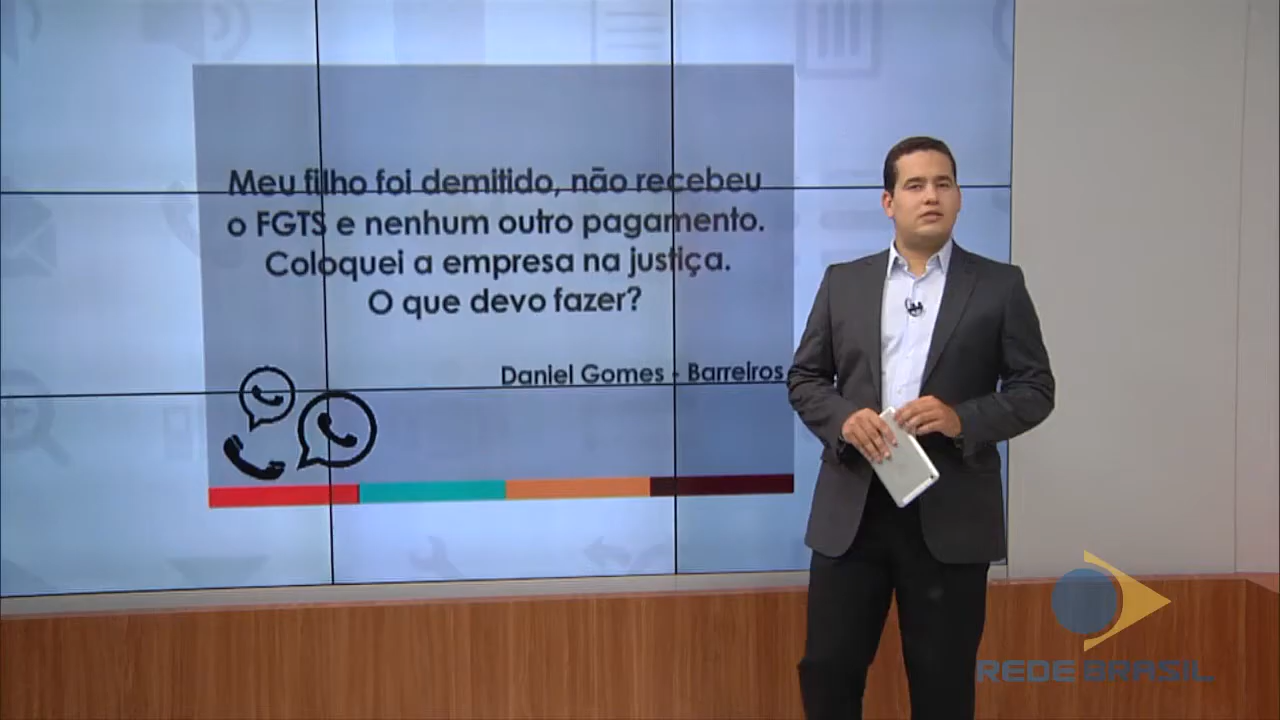 Meu filho foi demitido, não recebeu
o FGTS e nenhum outro pagamento.
Coloquei a empresa na justiça.
O que devo fazer?
Daniel Gomes - Barreiros
REDE BRASIL